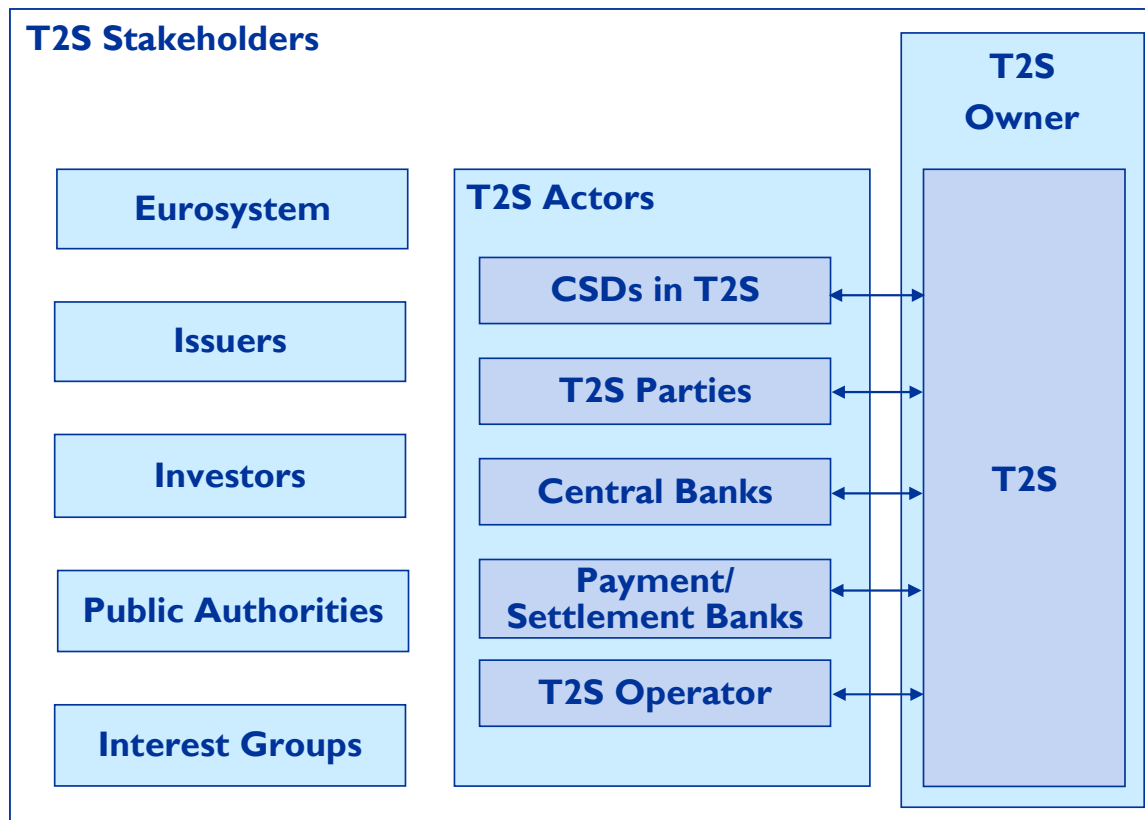 T2S Stakeholders
T2S
Owner
Eurosystem
Issuers
Investors
Public Authorities
Interest Groups
T2S Actors
CSDs in T2S
T2S Parties
Central Banks
Payment/
Settlement Banks
T2S Operator
T2S